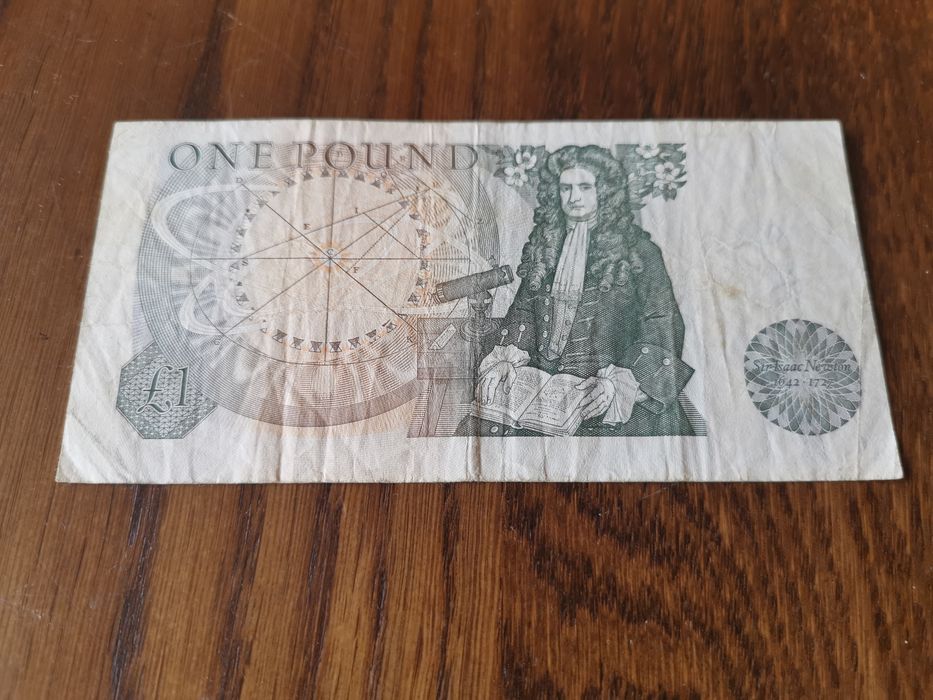 ONE POUND
£1
Sir Isaac Newton
1642-1727